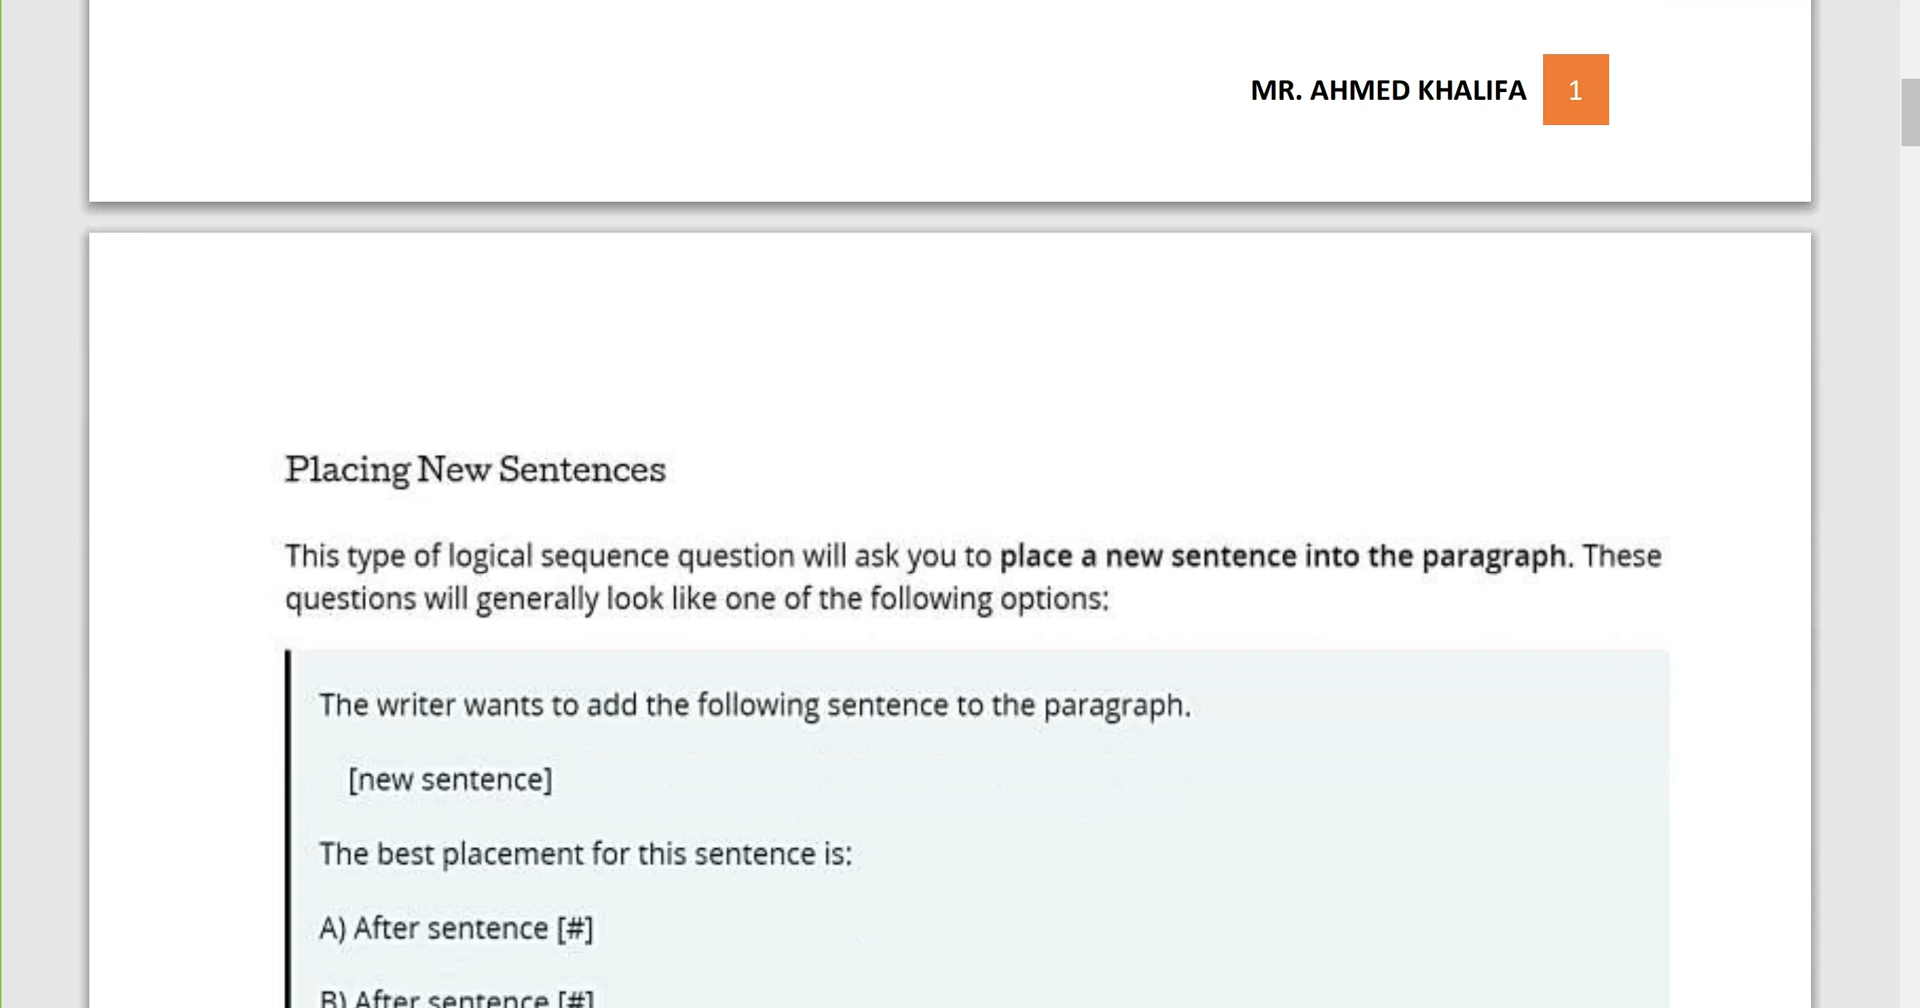 MR. AHMED KHALIFA 1
Placing New Sentences
This type of logical sequence question will ask you to place a new sentence into the paragraph. These
questions will generally look like one of the following options:
The writer wants to add the following sentence to the paragraph.
[new sentence]
The best placement for this sentence is:
A) After sentence [#]
B) After sentence [#]